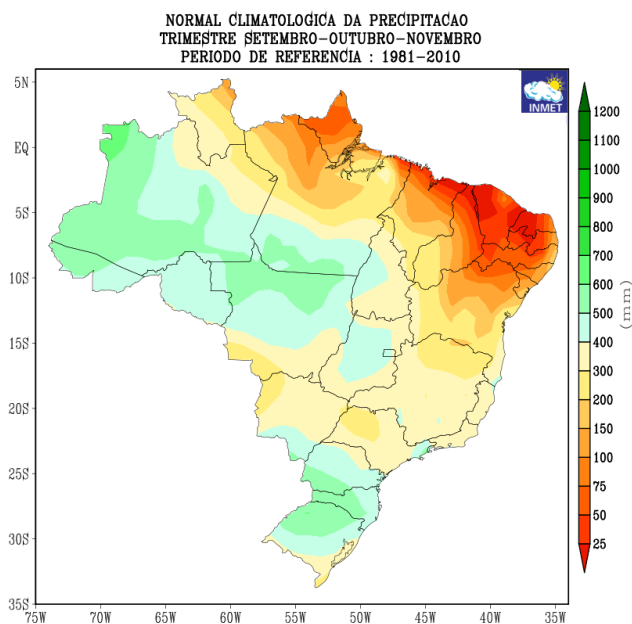 NORMAL CLIMATOLOGICA DA PRECIPITACAO
TRIMESTRE SETEMBRO-OUTUBRO-NOVEMBRO
PERIODO DE REFERENCIA : 1981-2010
INMET
5N
EQ
5S
10S
15S
20S
25S
30S
35S
75W 70W 65W 60W 55W 50W 45W 40W 35W
1200
1100
1000
900
800
700
600
500
400
300
200
150
100
75
50
25
(mm)